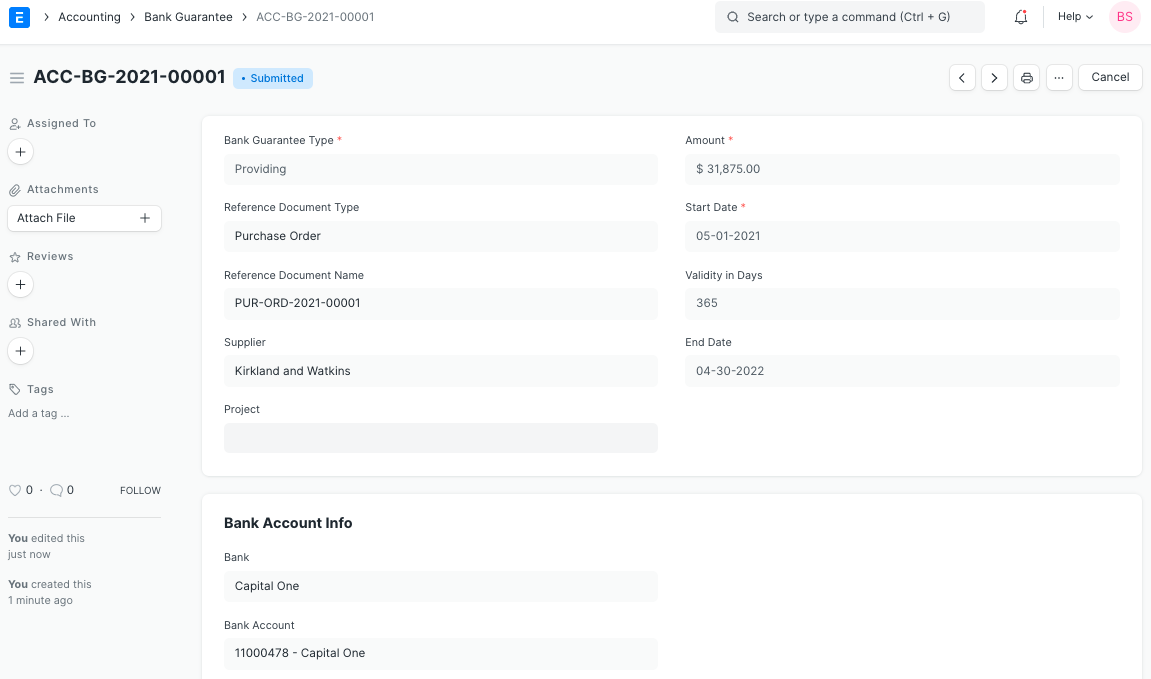 E
Accounting
Bank Guarantee
ACC-BG-2021-00001
Search or type a command (Ctrl + G)
Help
BS
ACC-BG-2021-00001
• Submitted
···
Cancel
Assigned To
+
Attachments
Attach File +
Reviews
+
Shared With
+
Tags
Add a tag ...
0 · 0
FOLLOW
You edited this
just now
You created this
1 minute ago
Bank Guarantee Type *
Providing
Reference Document Type
Purchase Order
Reference Document Name
PUR-ORD-2021-00001
Supplier
Kirkland and Watkins
Project
Amount *
$ 31,875.00
Start Date *
05-01-2021
Validity in Days
365
End Date
04-30-2022
Bank Account Info
Bank
Capital One
Bank Account
11000478 - Capital One